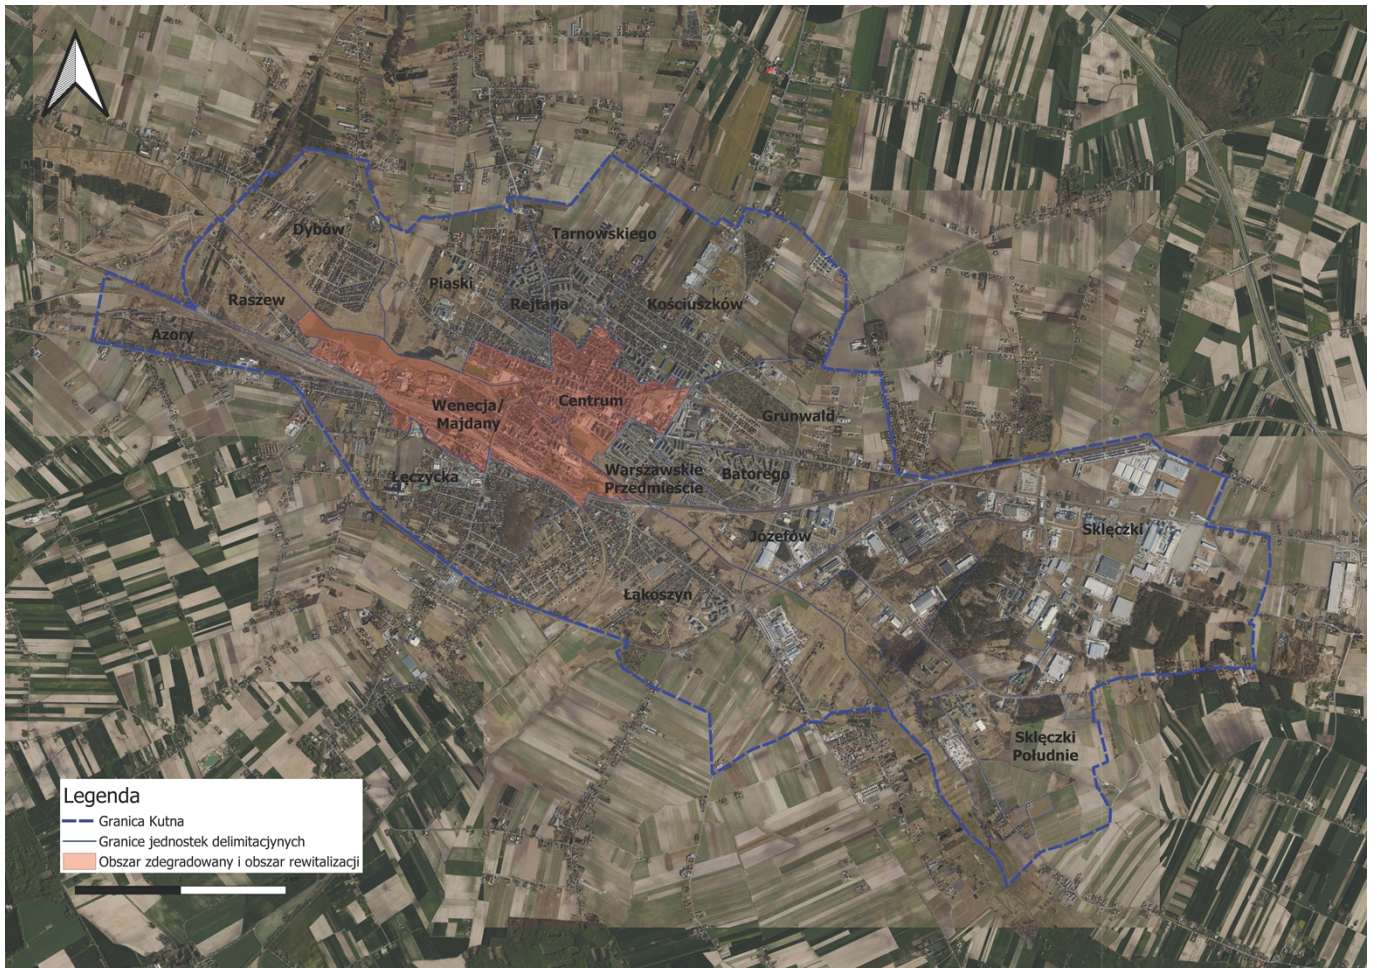 Dybów
Tarnowskiego
Piaski
Raszew
Rejtana
Kościuszków
Azory
Wenecja/
Majdany
Centrum
Grunwald
Łęczycka
Warszawskie
Przedmieście
Batorego
Józefów
Sklęczki
Łąkoszyn
Sklęczki
Południe
Legenda
Granica Kutna
Granice jednostek delimitacjynych
Obszar zdegradowany i obszar rewitalizacji